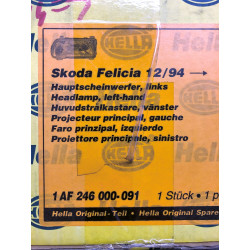 HELLA
Skoda Felicia 12/94 →
Hauptscheinwerfer, links
Headlamp, left-hand
Huvudstrålkastare, vänster
Projecteur principal, gauche
Faro prinzipal, izquierdo
Proiettore principale, sinistro
1 AF 246 000-091 1 Stück • 1 p
Hella Original-Teil • Hella Original Spare